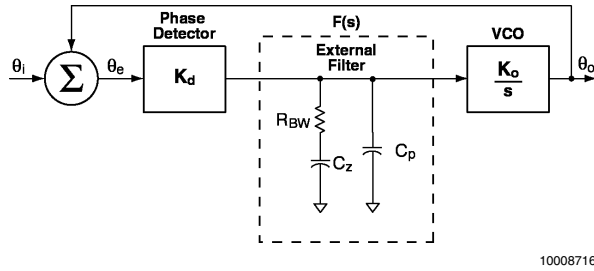 F(s)
Phase
Detector
External
Filter
VCO
θi
Σ
θe
Kd
Ko
s
θo
RBW
Cz
Cp
10008716